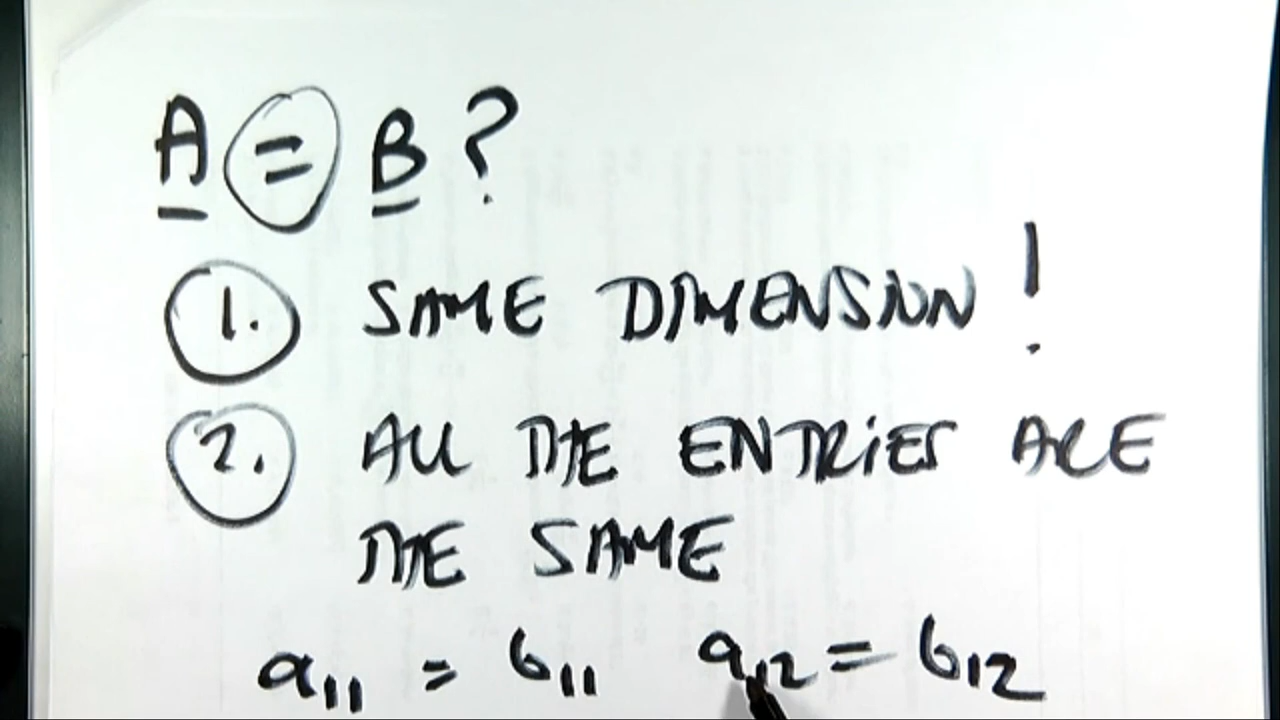 A = B ?
1. SAME DIMENSION !
2. ALL THE ENTRIES ARE
THE SAME
a11 = b11 a12 = b12